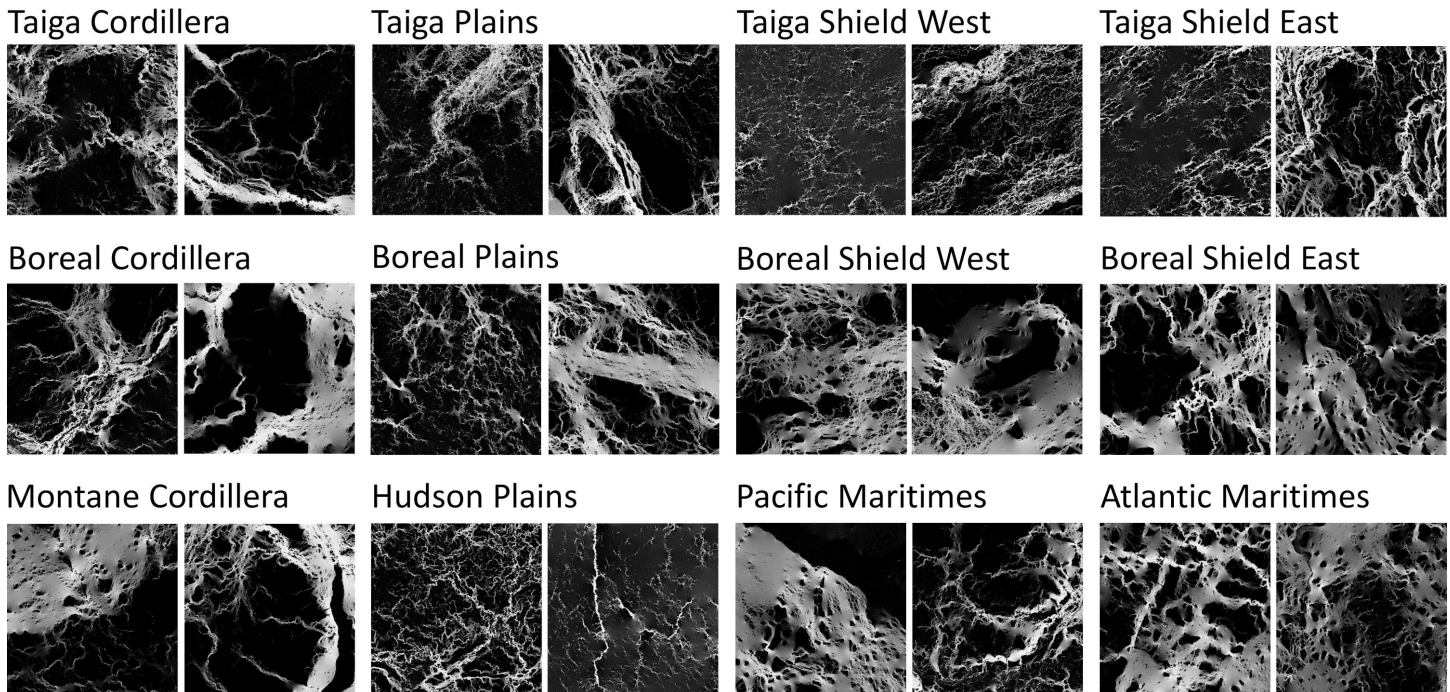 Taiga Cordillera
Taiga Plains
Taiga Shield West
Taiga Shield East
Boreal Cordillera
Boreal Plains
Boreal Shield West
Boreal Shield East
Montane Cordillera
Hudson Plains
Pacific Maritimes
Atlantic Maritimes